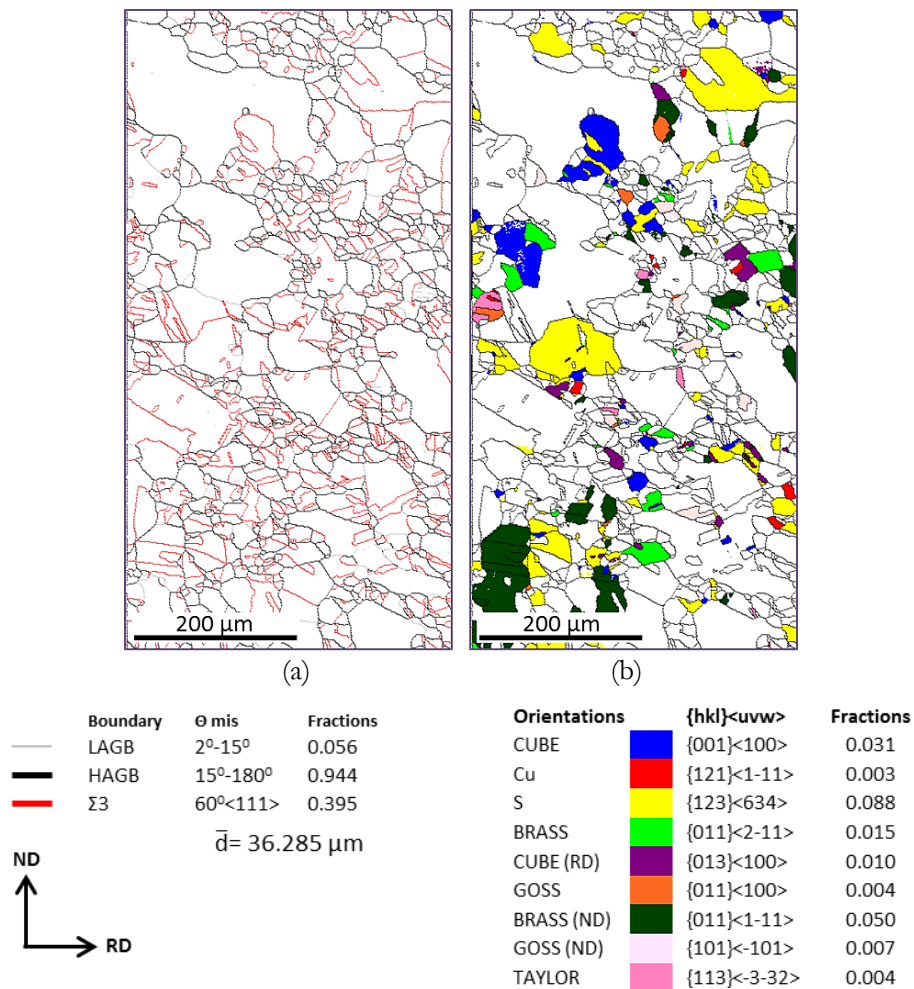 200 µm
200 µm
(a)
(b)
Boundary Θ mis Fractions
LAGB 2⁰-15⁰ 0.056
HAGB 15⁰-180⁰ 0.944
Σ3 60⁰<111> 0.395
d̅= 36.285 µm
ND
RD
Orientations {hkl}<uvw> Fractions
CUBE {001}<100> 0.031
Cu {121}<1-11> 0.003
S {123}<634> 0.088
BRASS {011}<2-11> 0.015
CUBE (RD) {013}<100> 0.010
GOSS {011}<100> 0.004
BRASS (ND) {011}<1-11> 0.050
GOSS (ND) {101}<-101> 0.007
TAYLOR {113}<-3-32> 0.004